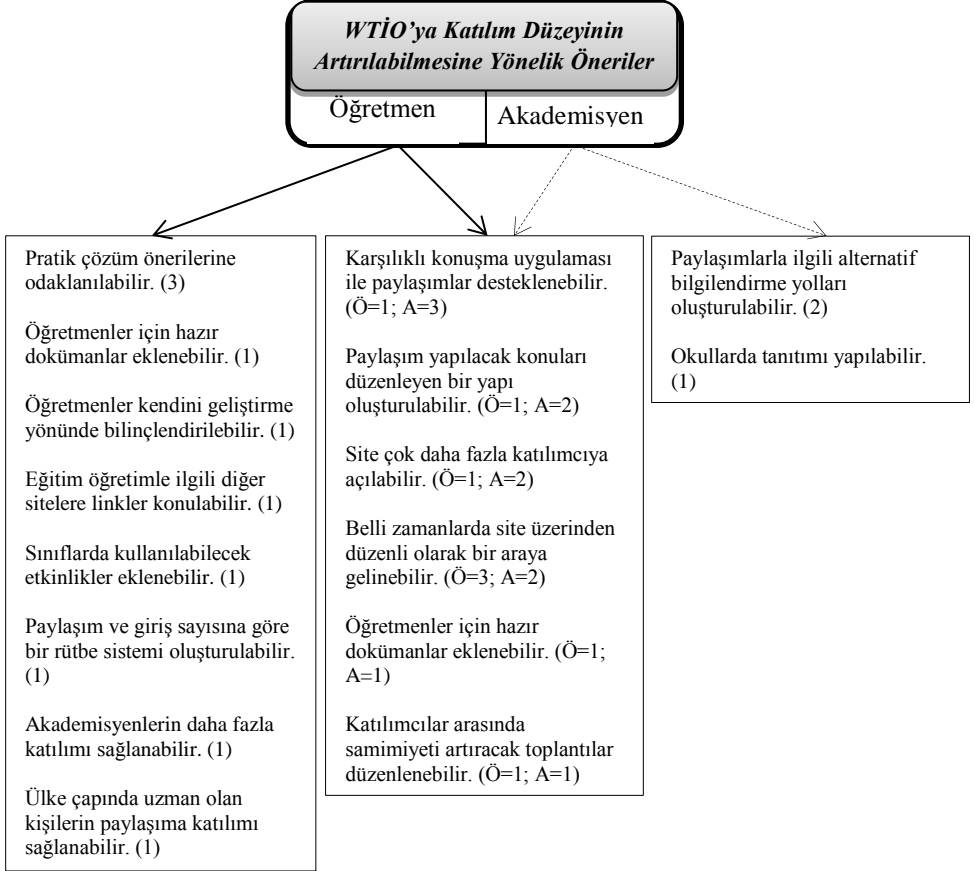 WTİO’ya Katılım Düzeyinin
Artırılabilmesine Yönelik Öneriler
Öğretmen
Akademisyen
Pratik çözüm önerilerine
odaklanılabilir. (3)
Öğretmenler için hazır
dokümanlar eklenebilir. (1)
Öğretmenler kendini geliştirme
yönünde bilinçlendirilebilir. (1)
Eğitim öğretimle ilgili diğer
sitelere linkler konulabilir. (1)
Sınıflarda kullanılabilecek
etkinlikler eklenebilir. (1)
Paylaşım ve giriş sayısına göre
bir rütbe sistemi oluşturulabilir.
(1)
Akademisyenlerin daha fazla
katılımı sağlanabilir. (1)
Ülke çapında uzman olan
kişilerin paylaşıma katılımı
sağlanabilir. (1)
Karşılıklı konuşma uygulaması
ile paylaşımlar desteklenebilir.
(Ö=1; A=3)
Paylaşım yapılacak konuları
düzenleyen bir yapı
oluşturulabilir. (Ö=1; A=2)
Site çok daha fazla katılımcıya
açılabilir. (Ö=1; A=2)
Belli zamanlarda site üzerinden
düzenli olarak bir araya
gelinebilir. (Ö=3; A=2)
Öğretmenler için hazır
dokümanlar eklenebilir. (Ö=1;
A=1)
Katılımcılar arasında
samimiyeti artıracak toplantılar
düzenlenebilir. (Ö=1; A=1)
Paylaşımlarla ilgili alternatif
bilgilendirme yolları
oluşturulabilir. (2)
Okullarda tanıtımı yapılabilir.
(1)